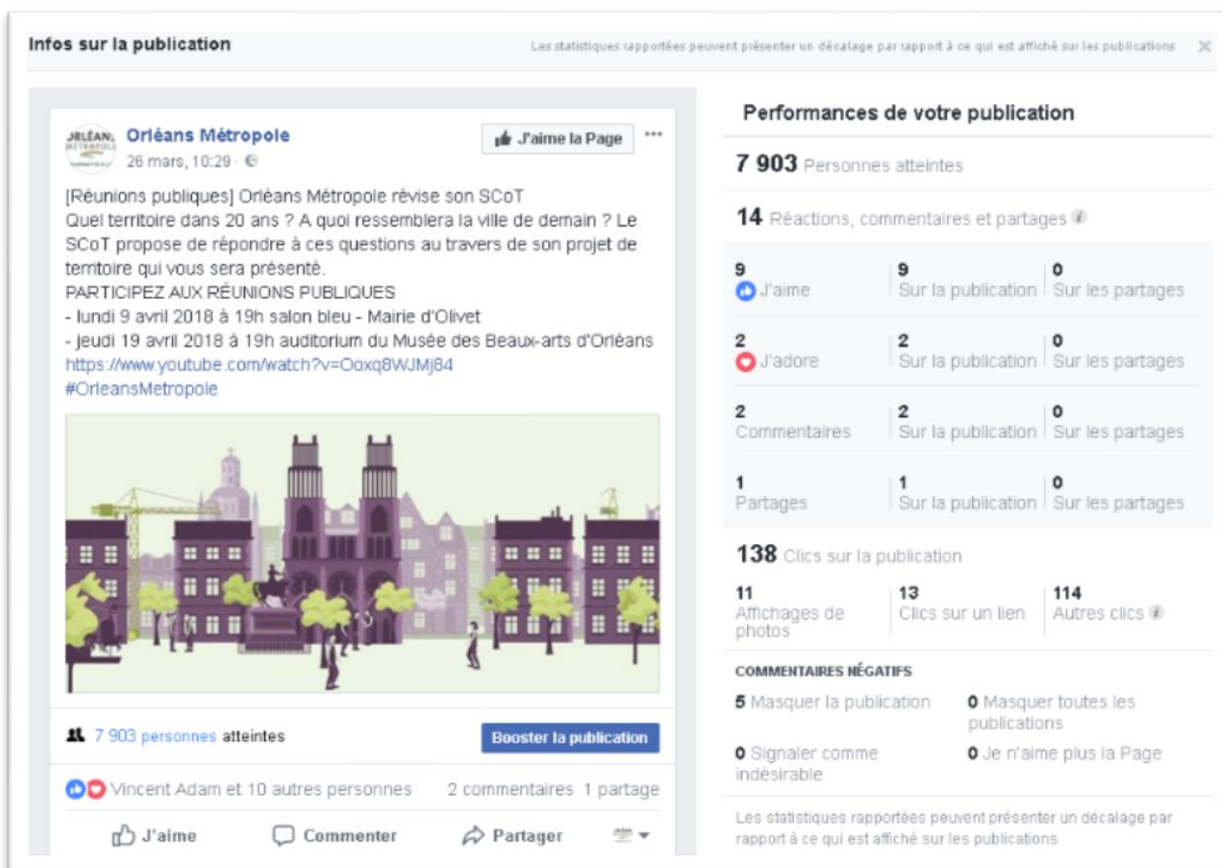 Infos sur la publication
Les statistiques rapportées peuvent présenter un décalage par rapport à ce qui est affiché sur les publications
Orléans Métropole
26 mars, 10:29
J'aime la Page
[Réunions publiques] Orléans Métropole révise son SCoT
Quel territoire dans 20 ans ? A quoi ressemblera la ville de demain ? Le
SCoT propose de répondre à ces questions au travers de son projet de
territoire qui vous sera présenté.
PARTICIPEZ AUX RÉUNIONS PUBLIQUES
- lundi 9 avril 2018 à 19h salon bleu - Mairie d'Olivet
- jeudi 19 avril 2018 à 19h auditorium du Musée des Beaux-arts d'Orléans
https://www.youtube.com/watch?v=Ooxq8WJMj84
#OrleansMetropole
7 903 personnes atteintes
Booster la publication
Vincent Adam et 10 autres personnes
2 commentaires 1 partage
J'aime
Commenter
Partager
Performances de votre publication
7 903 Personnes atteintes
14 Réactions, commentaires et partages
9 9 0
J'aime Sur la publication Sur les partages
2 2 0
J'adore Sur la publication Sur les partages
2 2 0
Commentaires Sur la publication Sur les partages
1 1 0
Partages Sur la publication Sur les partages
138 Clics sur la publication
11 13 114
Affichages de photos Clics sur un lien Autres clics
COMMENTAIRES NÉGATIFS
5 Masquer la publication
0 Masquer toutes les
publications
0 Signaler comme
indésirable
0 Je n'aime plus la Page
Les statistiques rapportées peuvent présenter un décalage par
rapport à ce qui est affiché sur les publications